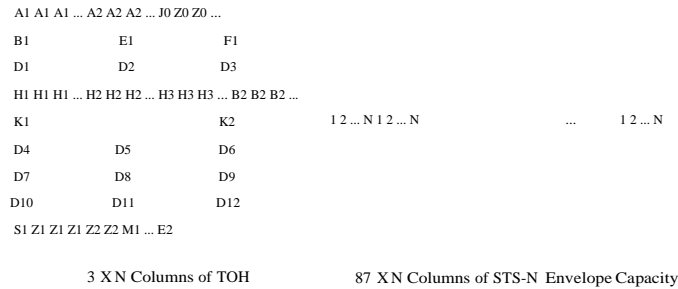 A1 A1 A1 ... A2 A2 A2 ... J0 Z0 Z0 ...
B1 E1 F1
D1 D2 D3
H1 H1 H1 ... H2 H2 H2 ... H3 H3 H3 ... B2 B2 B2 ...
K1 K2 1 2 ... N 1 2 ... N ... 1 2 ... N
D4 D5 D6
D7 D8 D9
D10 D11 D12
S1 Z1 Z1 Z1 Z2 Z2 M1 ... E2
3 X N Columns of TOH 87 X N Columns of STS-N Envelope Capacity